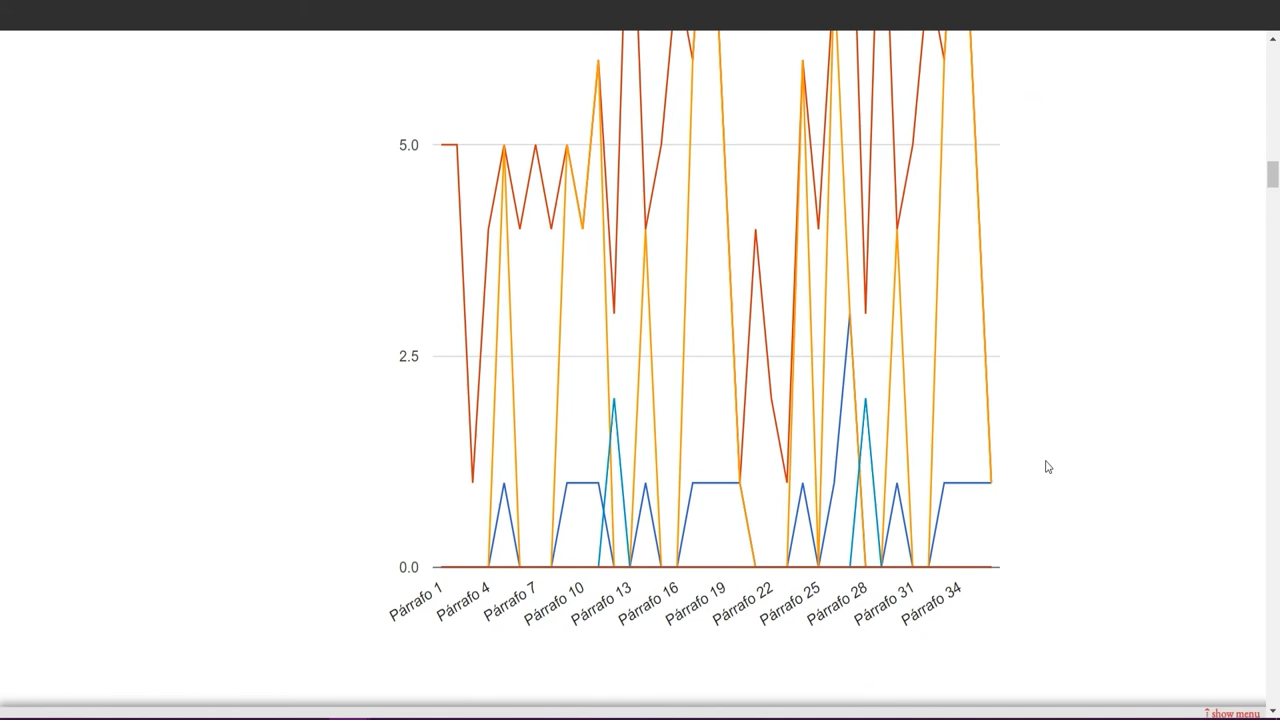 5.0
2.5
0.0
Párrafo 1
Párrafo 4
Párrafo 7
Párrafo 10
Párrafo 13
Párrafo 16
Párrafo 19
Párrafo 22
Párrafo 25
Párrafo 28
Párrafo 31
Párrafo 34
show menu